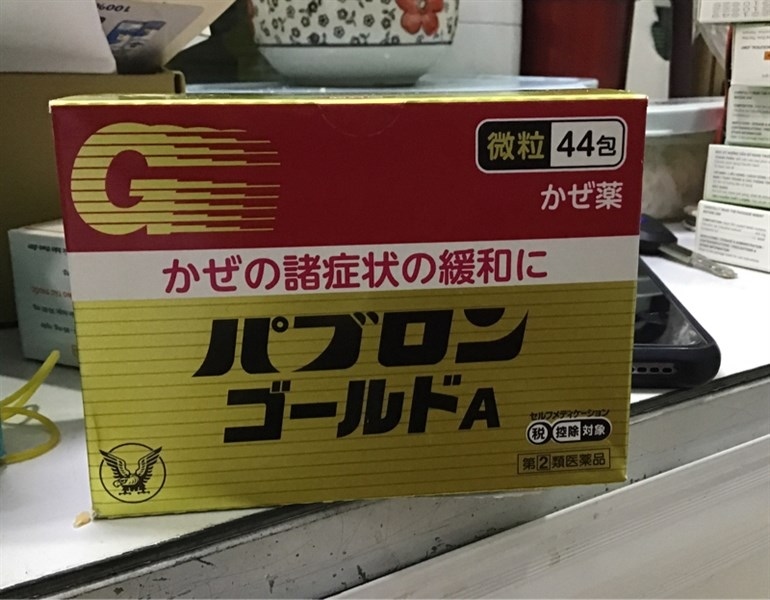 G
微粒 44包
かぜ薬
かぜの諸症状の緩和に
パブロン
ゴールドA
セルフメディケーション
税 控除 対象
第②類医薬品
100%